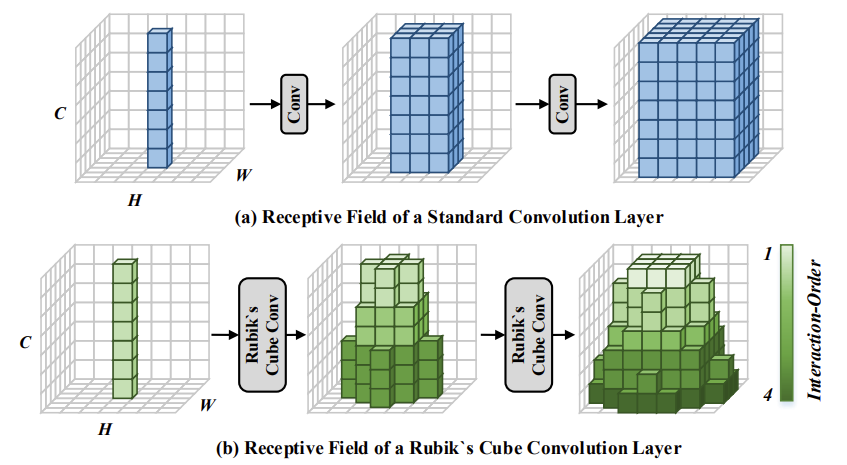 C
H
W
Conv
Conv
(a) Receptive Field of a Standard Convolution Layer
C
H
W
Rubik`s
Cube Conv
Rubik`s
Cube Conv
1
4
Interaction-Order
(b) Receptive Field of a Rubik`s Cube Convolution Layer